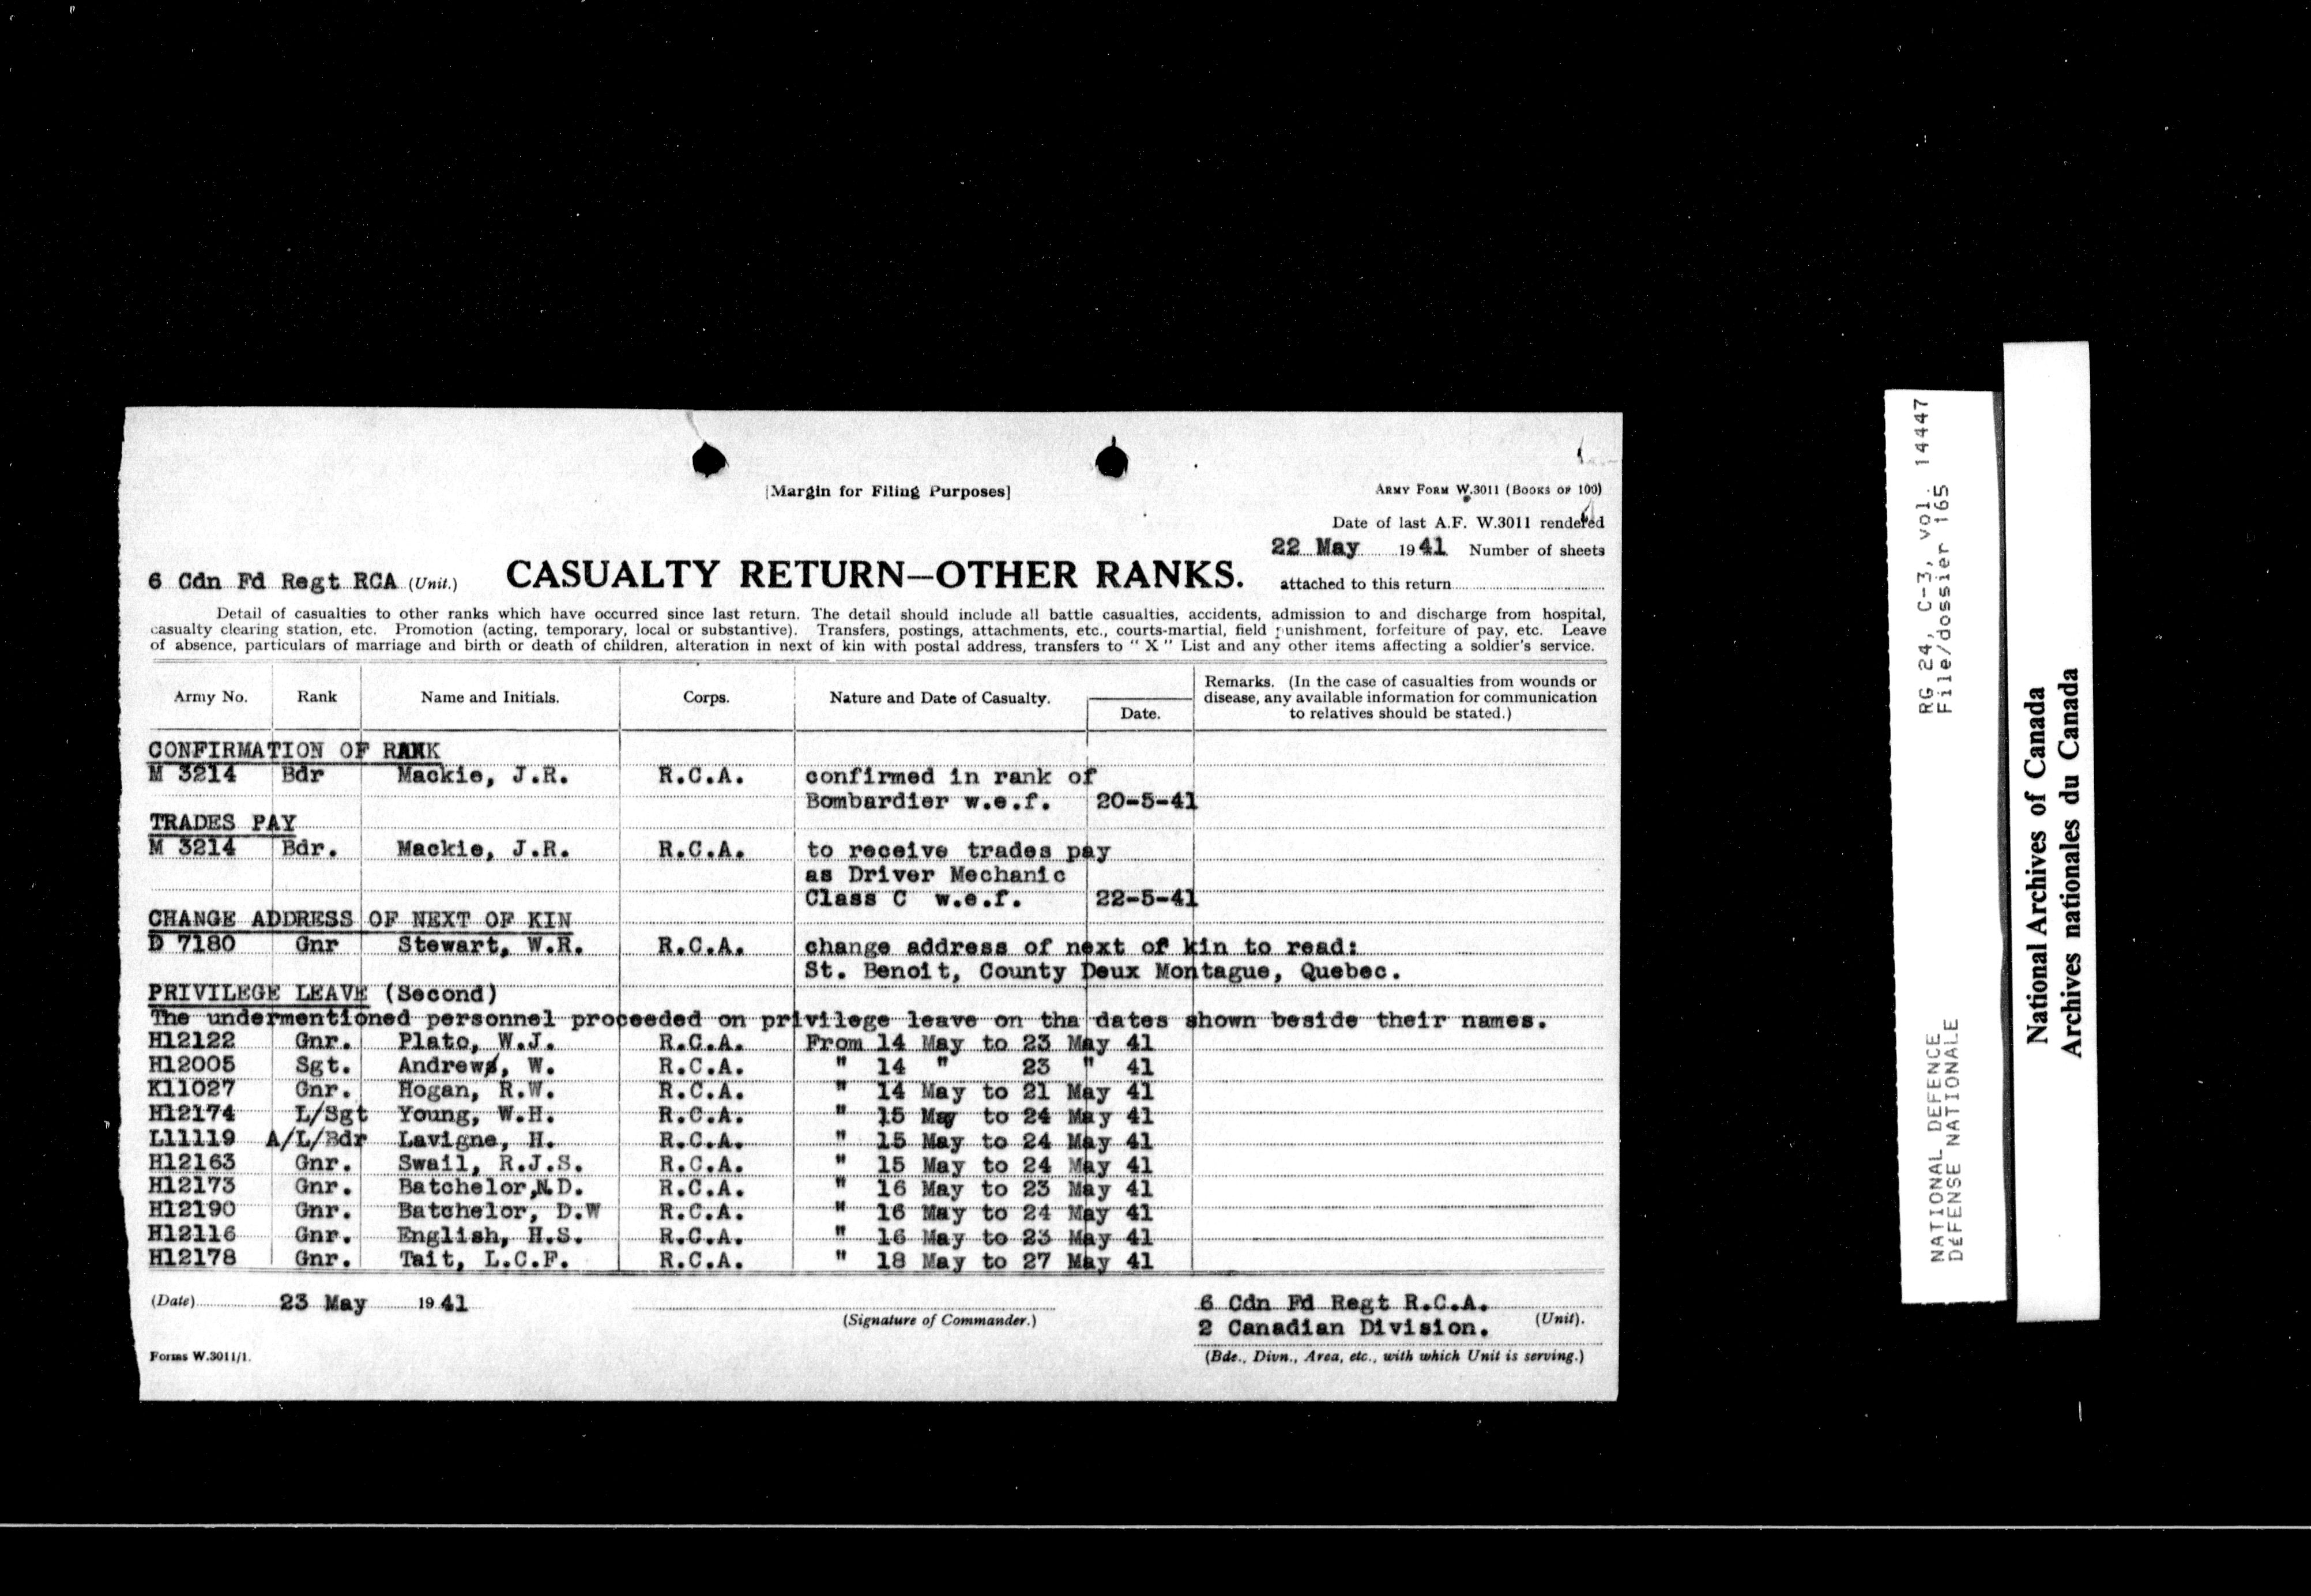 [Margin for Filing Purposes]
ARMY FORM W.3011 (BOOKS OF 100)
Date of last A.F. W.3011 rendered
22 May 1941 Number of sheets
attached to this return
6 Cdn Fd Regt RCA (Unit.) CASUALTY RETURN—OTHER RANKS.
Detail of casualties to other ranks which have occurred since last return. The detail should include all battle casualties, accidents, admission to and discharge from hospital,
casualty clearing station, etc. Promotion (acting, temporary, local or substantive). Transfers, postings, attachments, etc., courts-martial, field punishment, forfeiture of pay, etc. Leave
of absence, particulars of marriage and birth or death of children, alteration in next of kin with postal address, transfers to "X" List and any other items affecting a soldier's service.
Army No. Rank Name and Initials. Corps. Nature and Date of Casualty. Date. Remarks. (In the case of casualties from wounds or
disease, any available information for communication
to relatives should be stated.)
CONFIRMATION OF RANK
M 3214 Bdr Mackie, J.R. R.C.A. confirmed in rank of
Bombardier w.e.f. 20-5-41
TRADES PAY
M 3214 Bdr. Mackie, J.R. R.C.A. to receive trades pay
as Driver Mechanic
Class C w.e.f. 22-5-41
CHANGE ADDRESS OF NEXT OF KIN
D 7180 Gnr Stewart, W.R. R.C.A. change address of next of kin to read:
St. Benoit, County Deux Montague, Quebec.
PRIVILEGE LEAVE (Second)
The undermentioned personnel proceeded on privilege leave on tha dates shown beside their names.
H12122 Gnr. Plato, W.J. R.C.A. From 14 May to 23 May 41
H12005 Sgt. Andrews, W. R.C.A. " 14 " 23 " 41
K11027 Gnr. Hogan, R.W. R.C.A. " 14 May to 21 May 41
H12174 L/Sgt Young, W.H. R.C.A. " 15 May to 24 May 41
L11119 A/L/Bdr Lavigne, H. R.C.A. " 15 May to 24 May 41
H12163 Gnr. Swail, R.J.S. R.C.A. " 15 May to 24 May 41
H12173 Gnr. Batchelor,N.D. R.C.A. " 16 May to 23 May 41
H12190 Gnr. Batchelor, D.W R.C.A. " 16 May to 24 May 41
H12116 Gnr. English, H.S. R.C.A. " 16 May to 23 May 41
H12178 Gnr. Tait, L.C.F. R.C.A. " 18 May to 27 May 41
(Date) 23 May 1941
(Signature of Commander.)
6 Cdn Fd Regt R.C.A.
2 Canadian Division. (Unit).
Forms W.3011/1.
(Bde., Divn., Area, etc., with which Unit is serving.)
NATIONAL DEFENCE RG 24, C-3, vol. 14447
DÉFENSE NATIONALE File/dossier 165
National Archives of Canada
Archives nationales du Canada